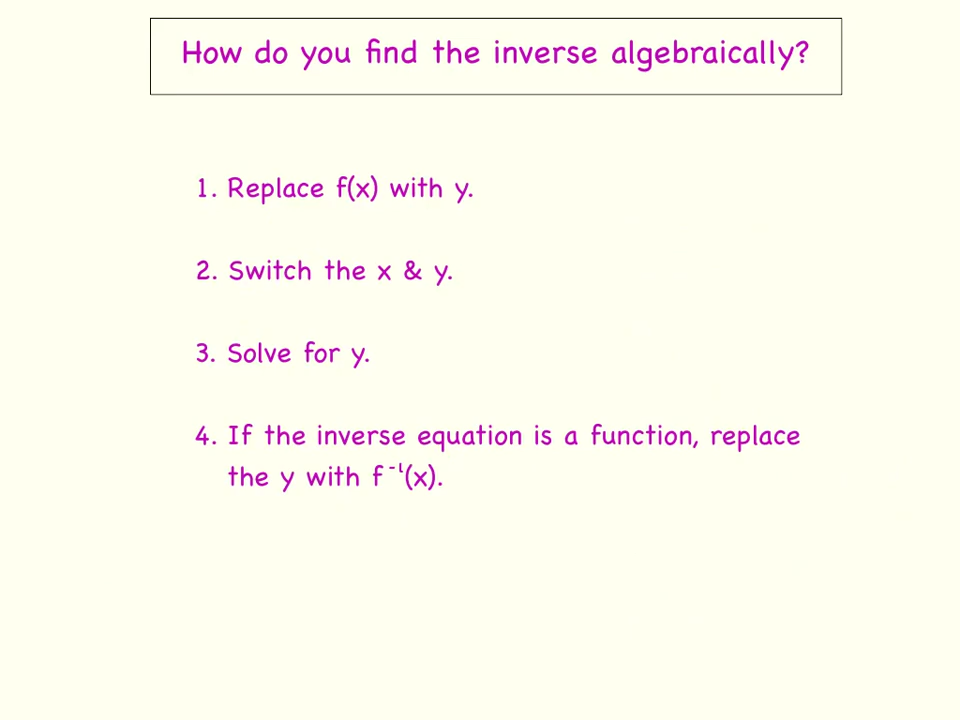 How do you find the inverse algebraically?
1. Replace f(x) with y.
2. Switch the x & y.
3. Solve for y.
4. If the inverse equation is a function, replace
the y with f⁻¹(x).